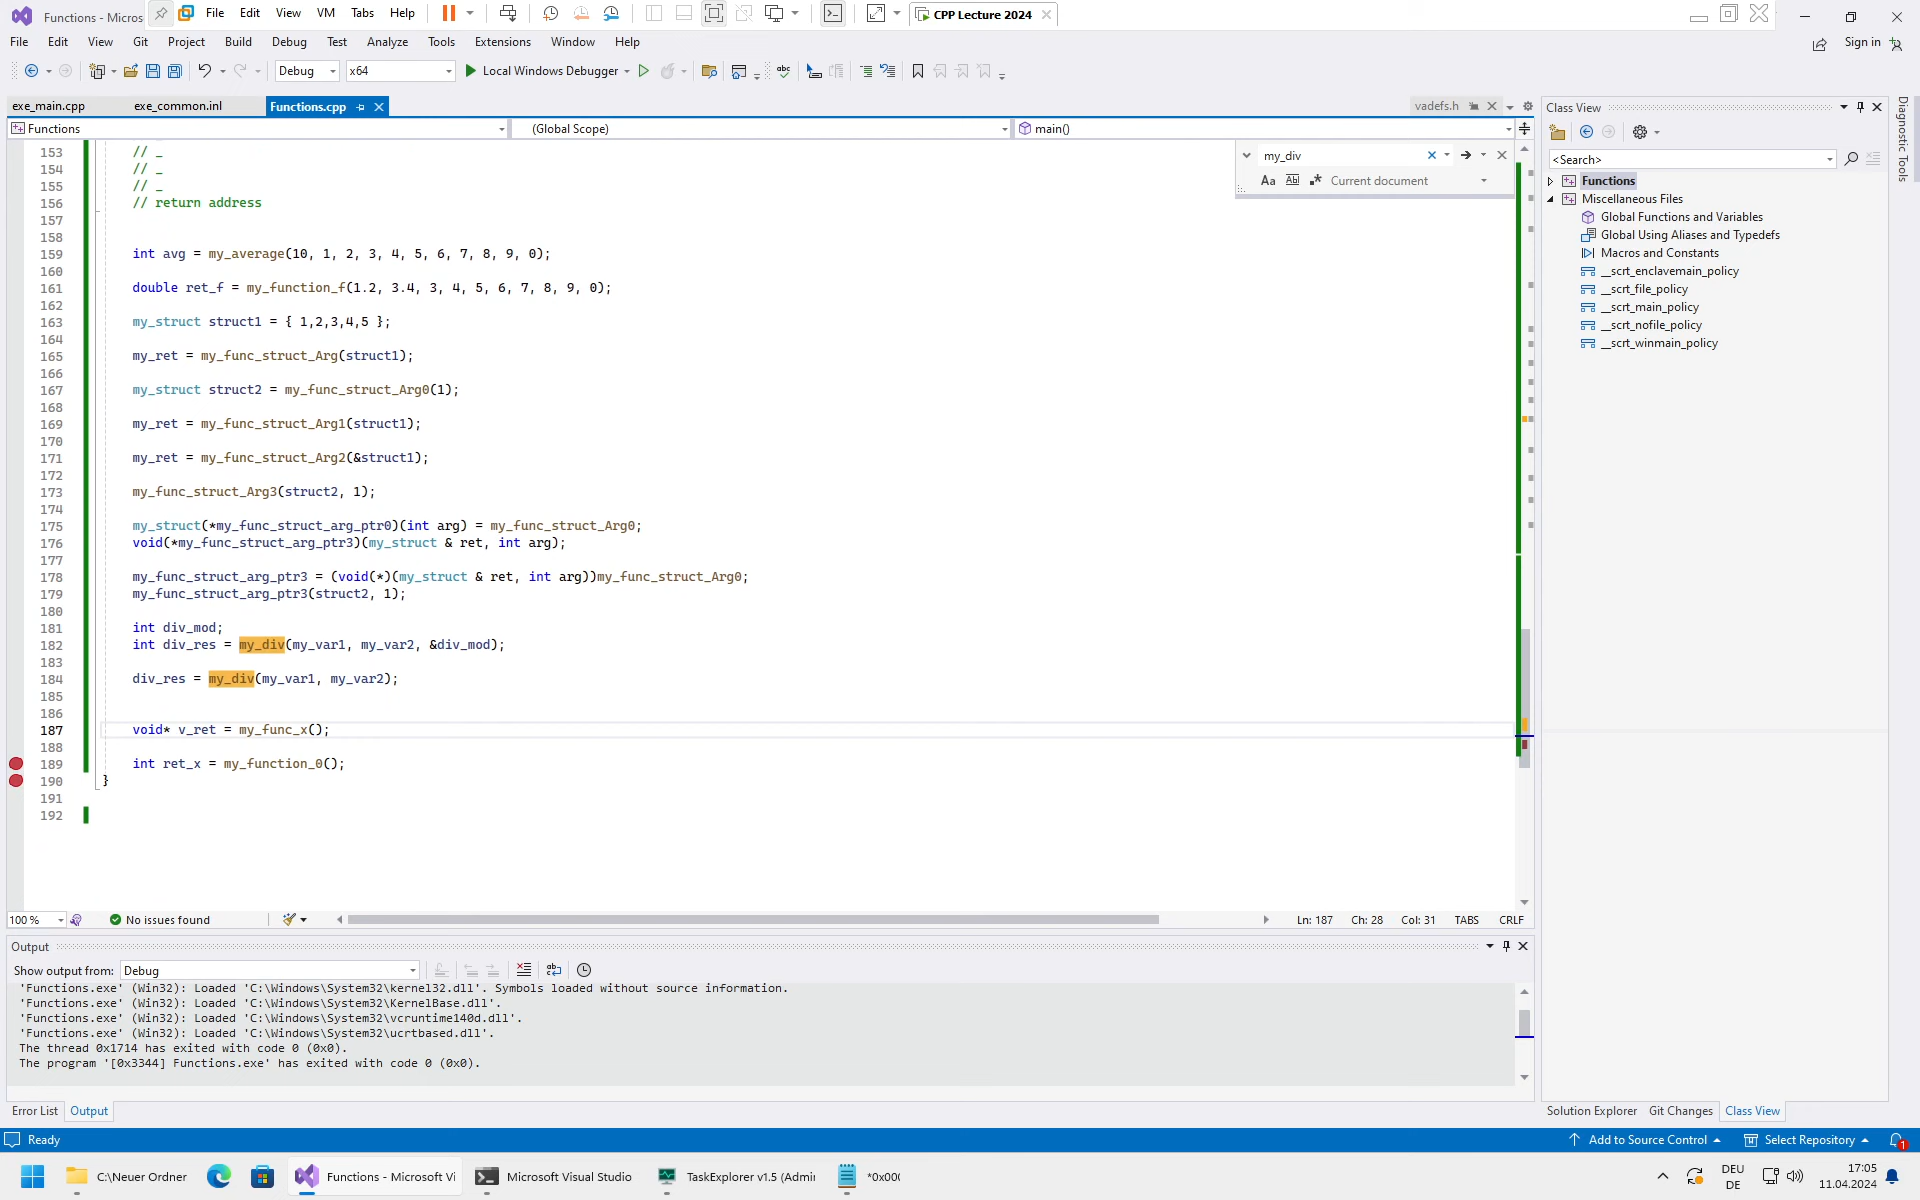 Functions - Micros
File Edit View VM Tabs Help
CPP Lecture 2024
File Edit View Git Project Build Debug Test Analyze Tools Extensions Window Help
Sign in
Debug x64 Local Windows Debugger
exe_main.cpp exe_common.inl Functions.cpp vadefs.h
Functions (Global Scope) main()
my_div
Aa Ab .* Current document
153 // _
154 // _
155 // _
156 // return address
157
158
159 int avg = my_average(10, 1, 2, 3, 4, 5, 6, 7, 8, 9, 0);
160
161 double ret_f = my_function_f(1.2, 3.4, 3, 4, 5, 6, 7, 8, 9, 0);
162
163 my_struct struct1 = { 1,2,3,4,5 };
164
165 my_ret = my_func_struct_Arg(struct1);
166
167 my_struct struct2 = my_func_struct_Arg0(1);
168
169 my_ret = my_func_struct_Arg1(struct1);
170
171 my_ret = my_func_struct_Arg2(&struct1);
172
173 my_func_struct_Arg3(struct2, 1);
174
175 my_struct(*my_func_struct_arg_ptr0)(int arg) = my_func_struct_Arg0;
176 void(*my_func_struct_arg_ptr3)(my_struct & ret, int arg);
177
178 my_func_struct_arg_ptr3 = (void(*)(my_struct & ret, int arg))my_func_struct_Arg0;
179 my_func_struct_arg_ptr3(struct2, 1);
180
181 int div_mod;
182 int div_res = my_div(my_var1, my_var2, &div_mod);
183
184 div_res = my_div(my_var1, my_var2);
185
186
187 void* v_ret = my_func_x();
188
189 int ret_x = my_function_0();
190 }
191
192
100 % No issues found Ln: 187 Ch: 28 Col: 31 TABS CRLF
Output
Show output from: Debug
'Functions.exe' (Win32): Loaded 'C:\Windows\System32\kernel32.dll'. Symbols loaded without source information.
'Functions.exe' (Win32): Loaded 'C:\Windows\System32\KernelBase.dll'.
'Functions.exe' (Win32): Loaded 'C:\Windows\System32\vcruntime140d.dll'.
'Functions.exe' (Win32): Loaded 'C:\Windows\System32\ucrtbased.dll'.
The thread 0x1714 has exited with code 0 (0x0).
The program '[0x3344] Functions.exe' has exited with code 0 (0x0).
Error List Output
Class View
<Search>
Functions
Miscellaneous Files
Global Functions and Variables
Global Using Aliases and Typedefs
Macros and Constants
__scrt_enclavemain_policy
__scrt_file_policy
__scrt_main_policy
__scrt_nofile_policy
__scrt_winmain_policy
Solution Explorer Git Changes Class View
Diagnostic Tools
Ready Add to Source Control Select Repository 1
C:\Neuer Ordner Functions - Microsoft Vi Microsoft Visual Studio TaskExplorer v1.5 (Admi *0x00
DEU
DE
17:05
11.04.2024